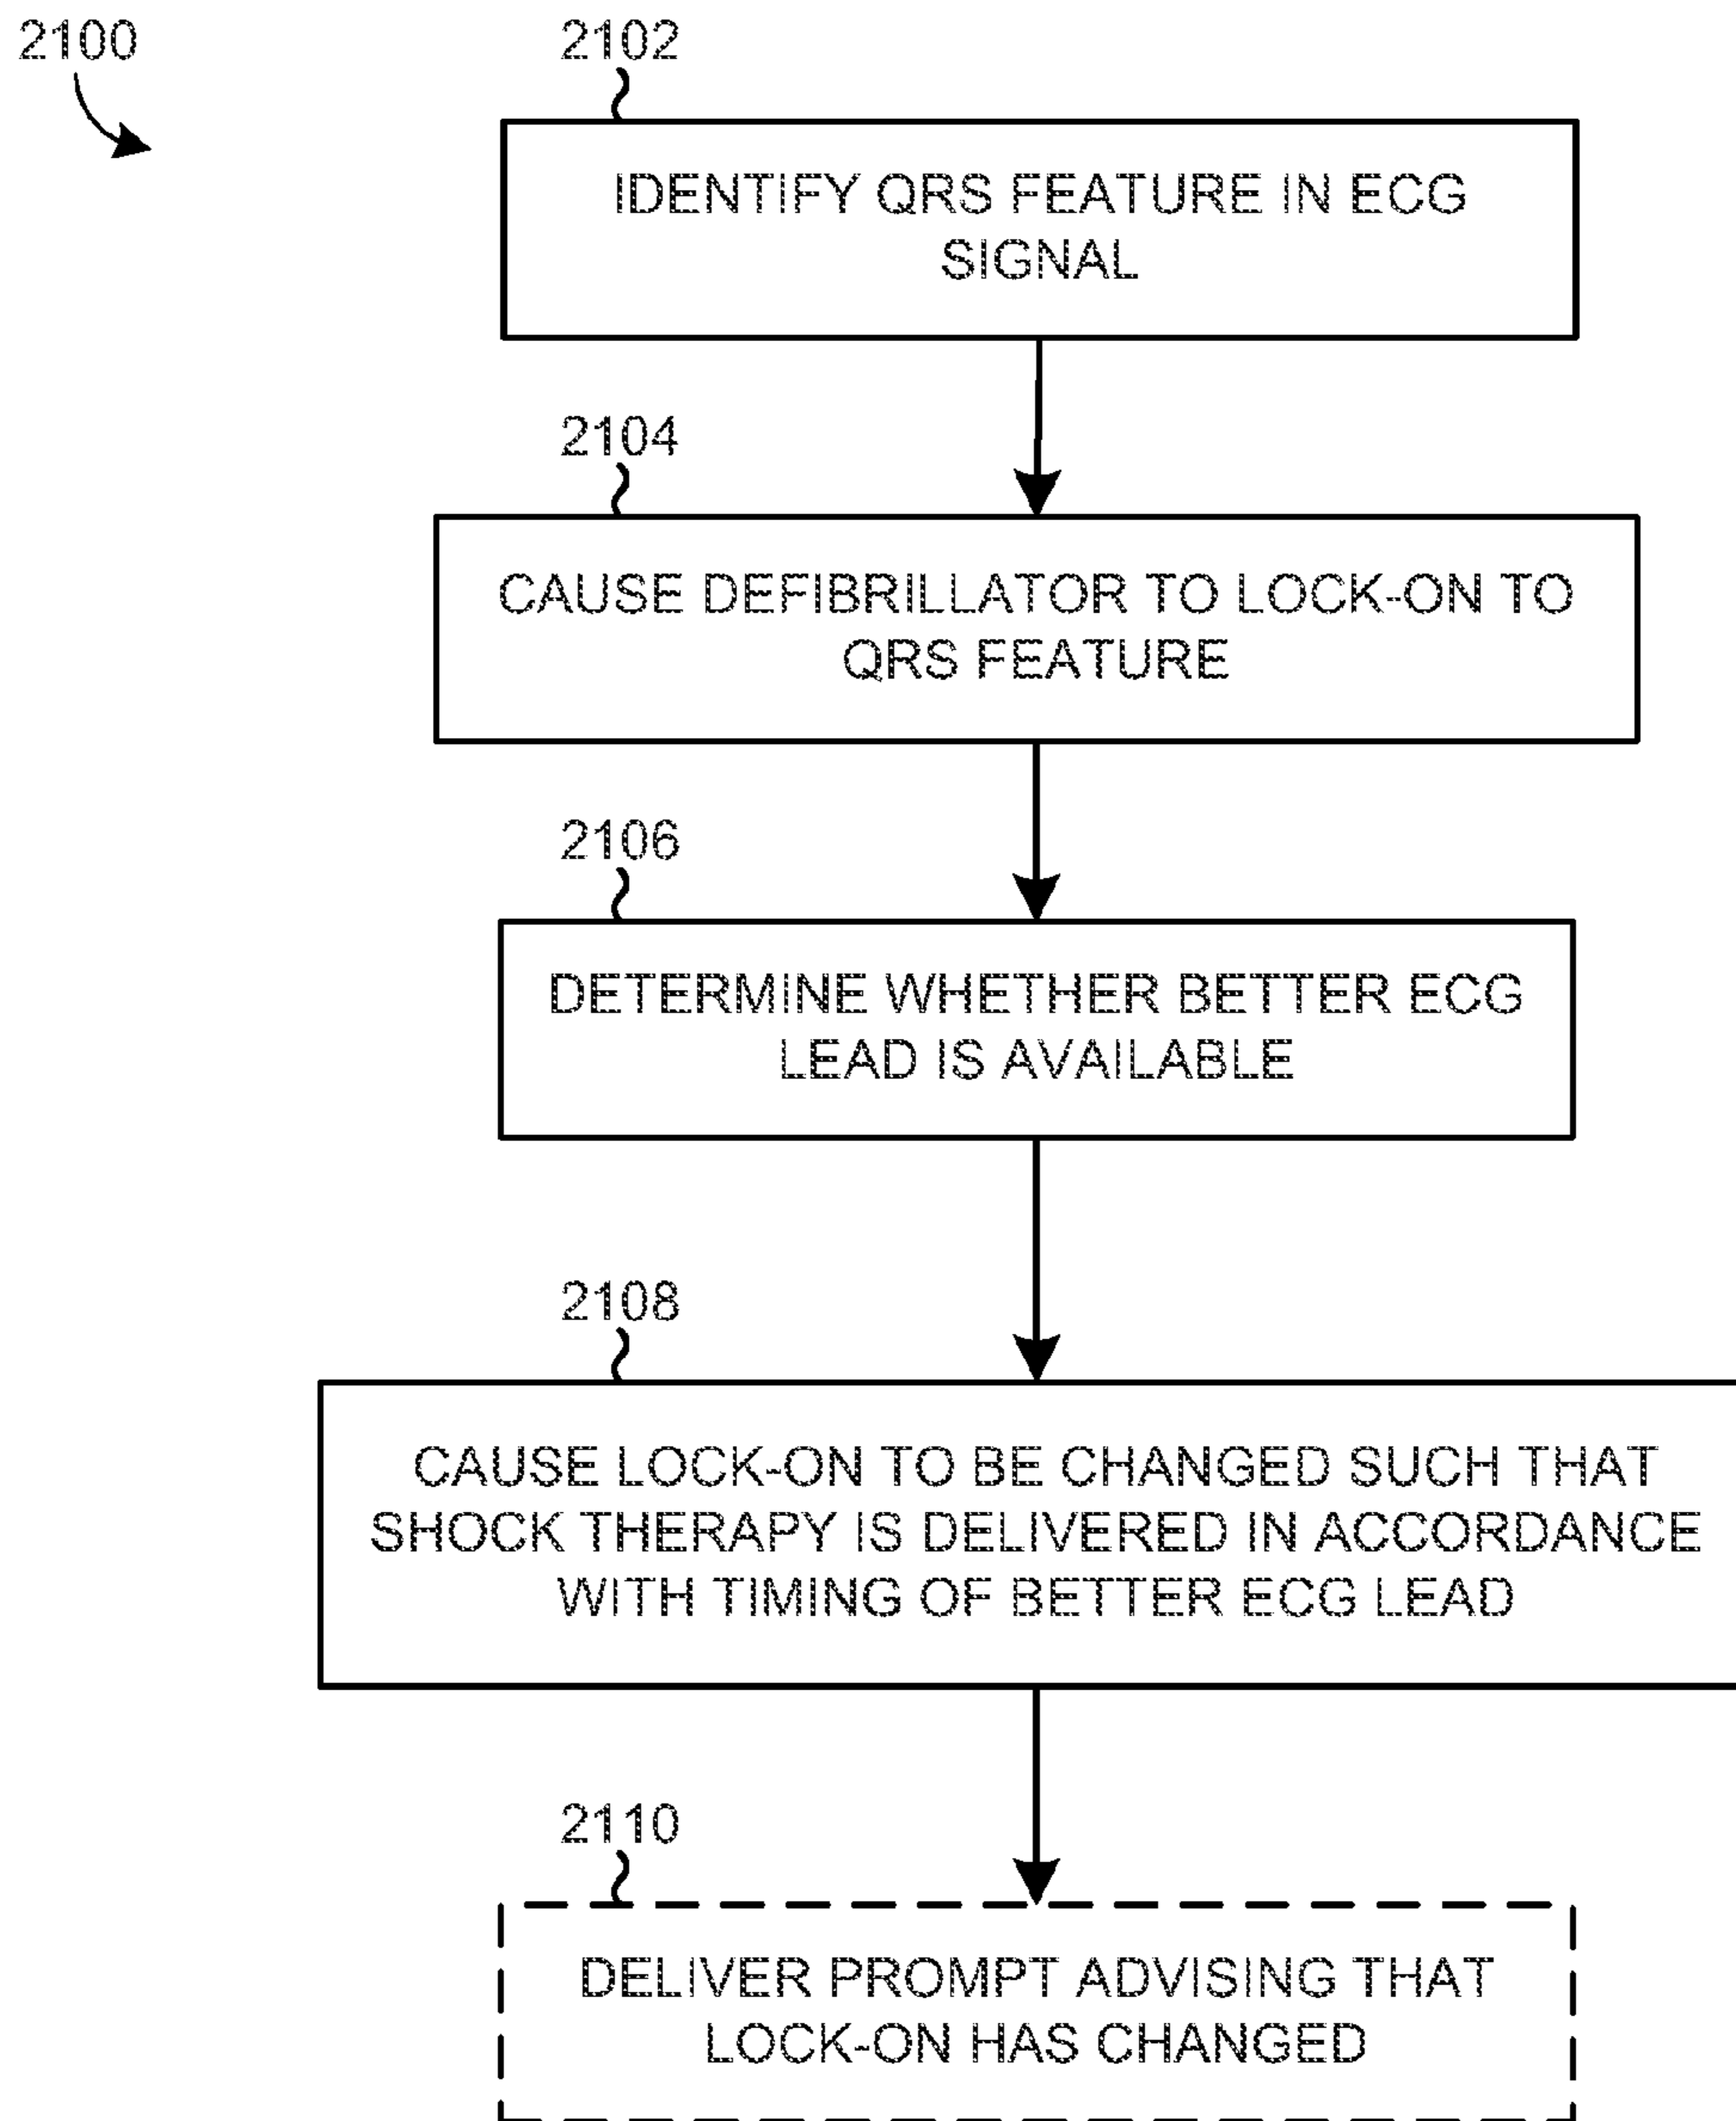 2100
2102
IDENTIFY QRS FEATURE IN ECG
SIGNAL
2104
CAUSE DEFIBRILLATOR TO LOCK-ON TO
QRS FEATURE
2106
DETERMINE WHETHER BETTER ECG
LEAD IS AVAILABLE
2108
CAUSE LOCK-ON TO BE CHANGED SUCH THAT
SHOCK THERAPY IS DELIVERED IN ACCORDANCE
WITH TIMING OF BETTER ECG LEAD
2110
DELIVER PROMPT ADVISING THAT
LOCK-ON HAS CHANGED